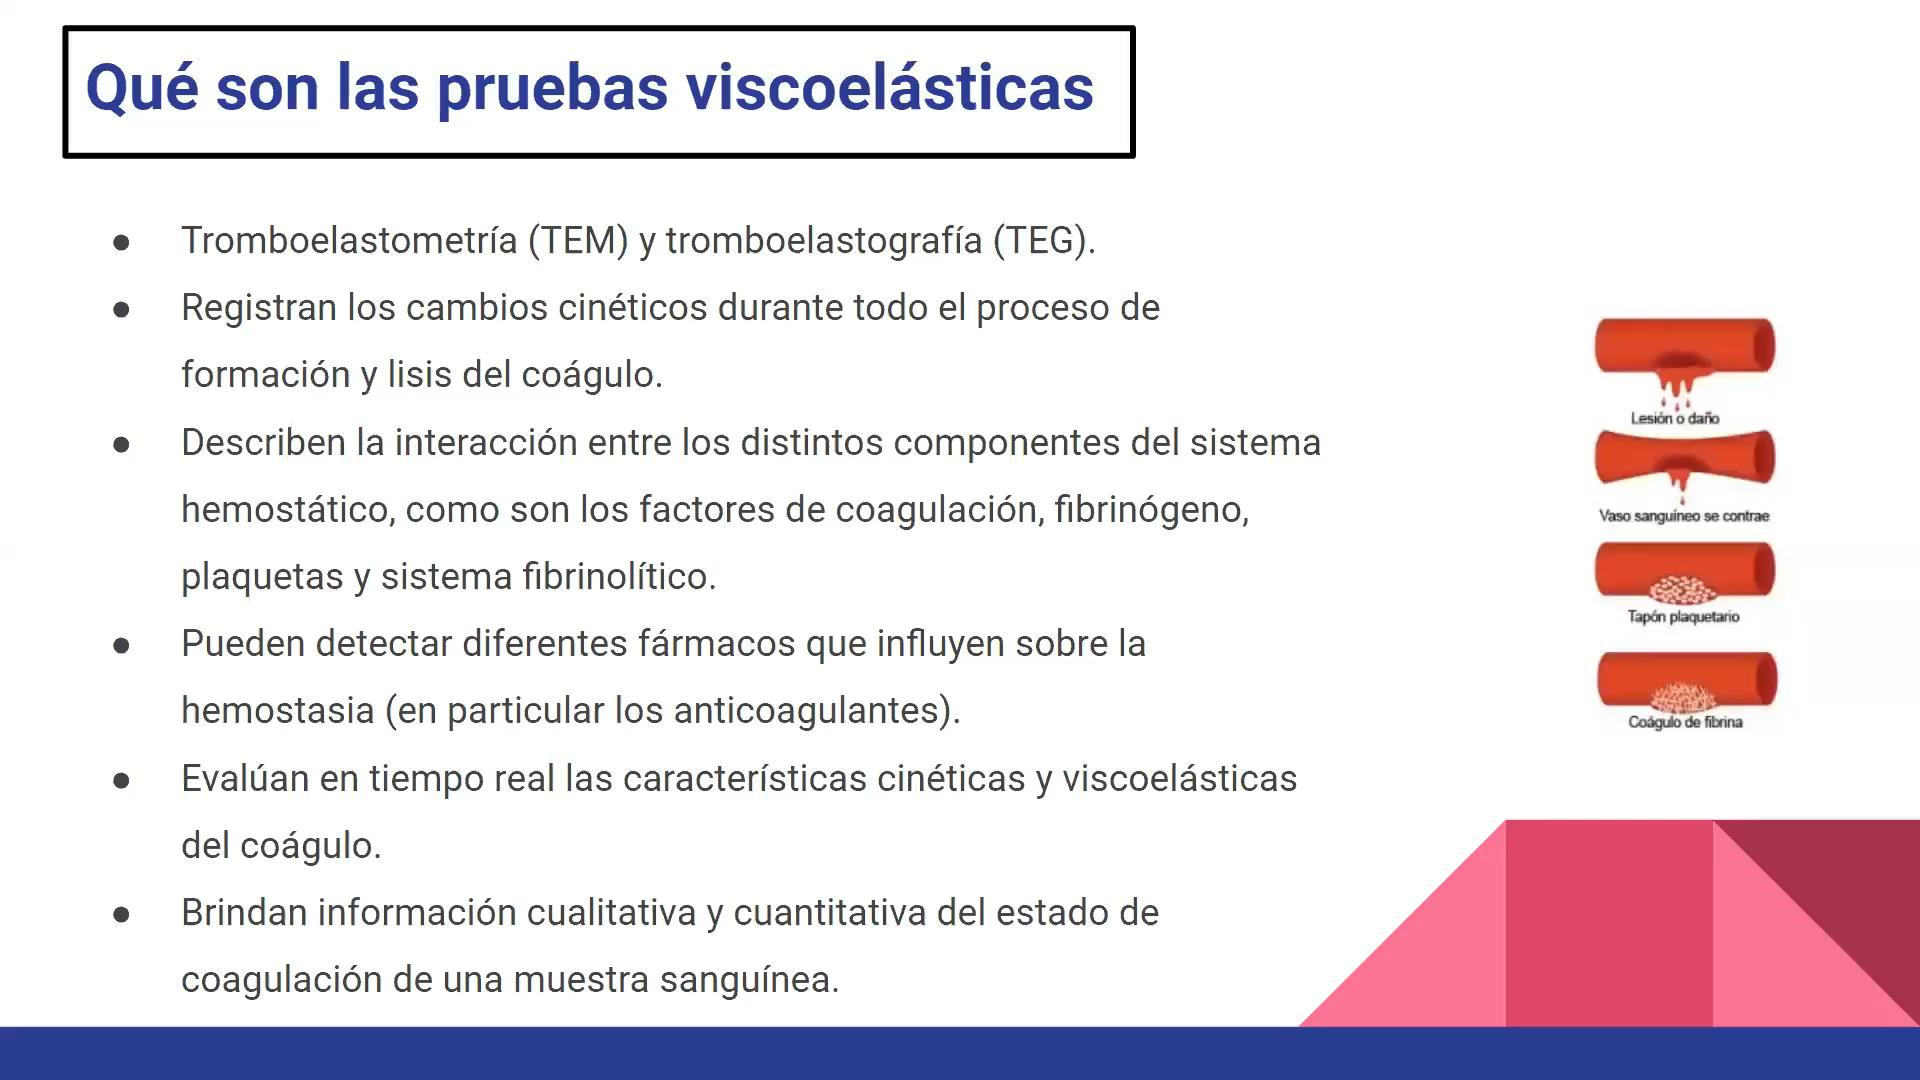 Qué son las pruebas viscoelásticas
● Tromboelastometría (TEM) y tromboelastografía (TEG).
● Registran los cambios cinéticos durante todo el proceso de
formación y lisis del coágulo.
● Describen la interacción entre los distintos componentes del sistema
hemostático, como son los factores de coagulación, fibrinógeno,
plaquetas y sistema fibrinolítico.
● Pueden detectar diferentes fármacos que influyen sobre la
hemostasia (en particular los anticoagulantes).
● Evalúan en tiempo real las características cinéticas y viscoelásticas
del coágulo.
● Brindan información cualitativa y cuantitativa del estado de
coagulación de una muestra sanguínea.
Lesión o daño
Vaso sanguíneo se contrae
Tapón plaquetario
Coágulo de fibrina